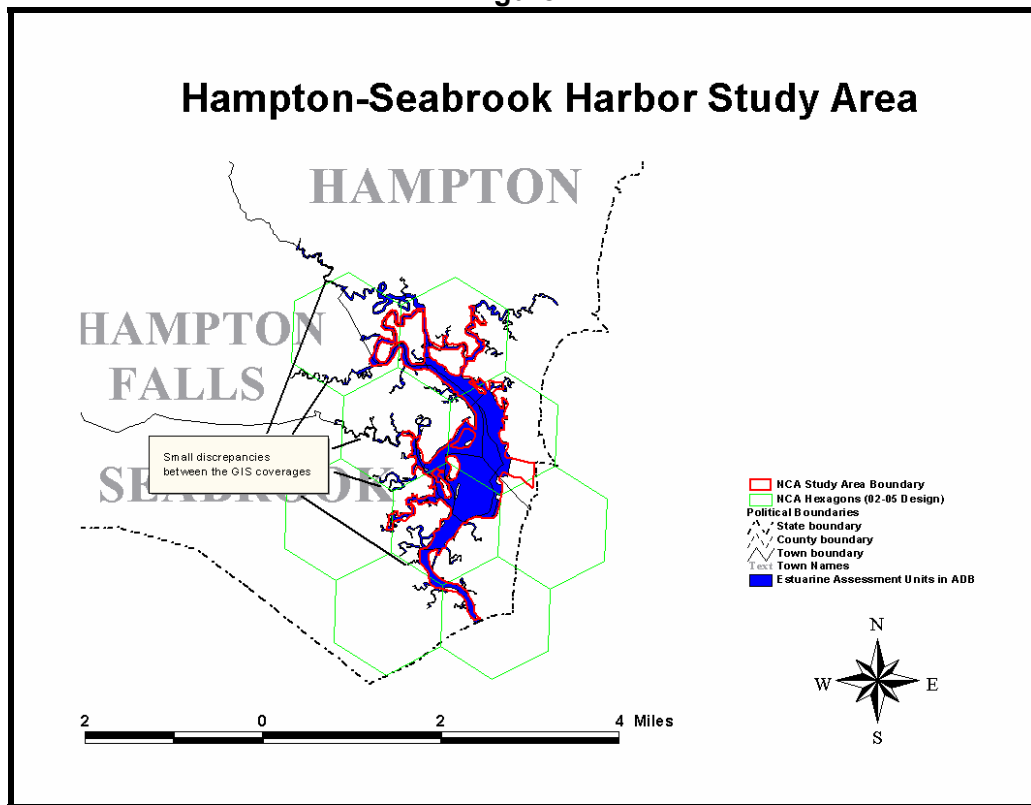 Hampton-Seabrook Harbor Study Area
HAMPTON
HAMPTON
FALLS
SEABROOK
Small discrepancies
between the GIS coverages
NCA Study Area Boundary
NCA Hexagons (02-05 Design)
Political Boundaries
State boundary
County boundary
Town boundary
Text Town Names
Estuarine Assessment Units in ADB
N
W E
S
2 0 2 4 Miles